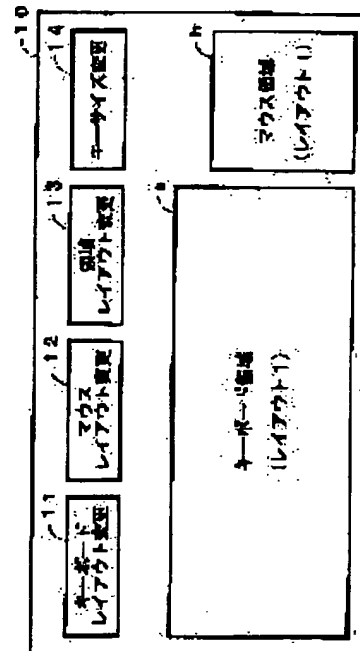 10
11
キーボード
レイアウト変更
12
マウス
レイアウト変更
13
領域
レイアウト変更
14
キーサイズ変更
a
キーボード領域
(レイアウト1)
マウス領域
(レイアウト1)